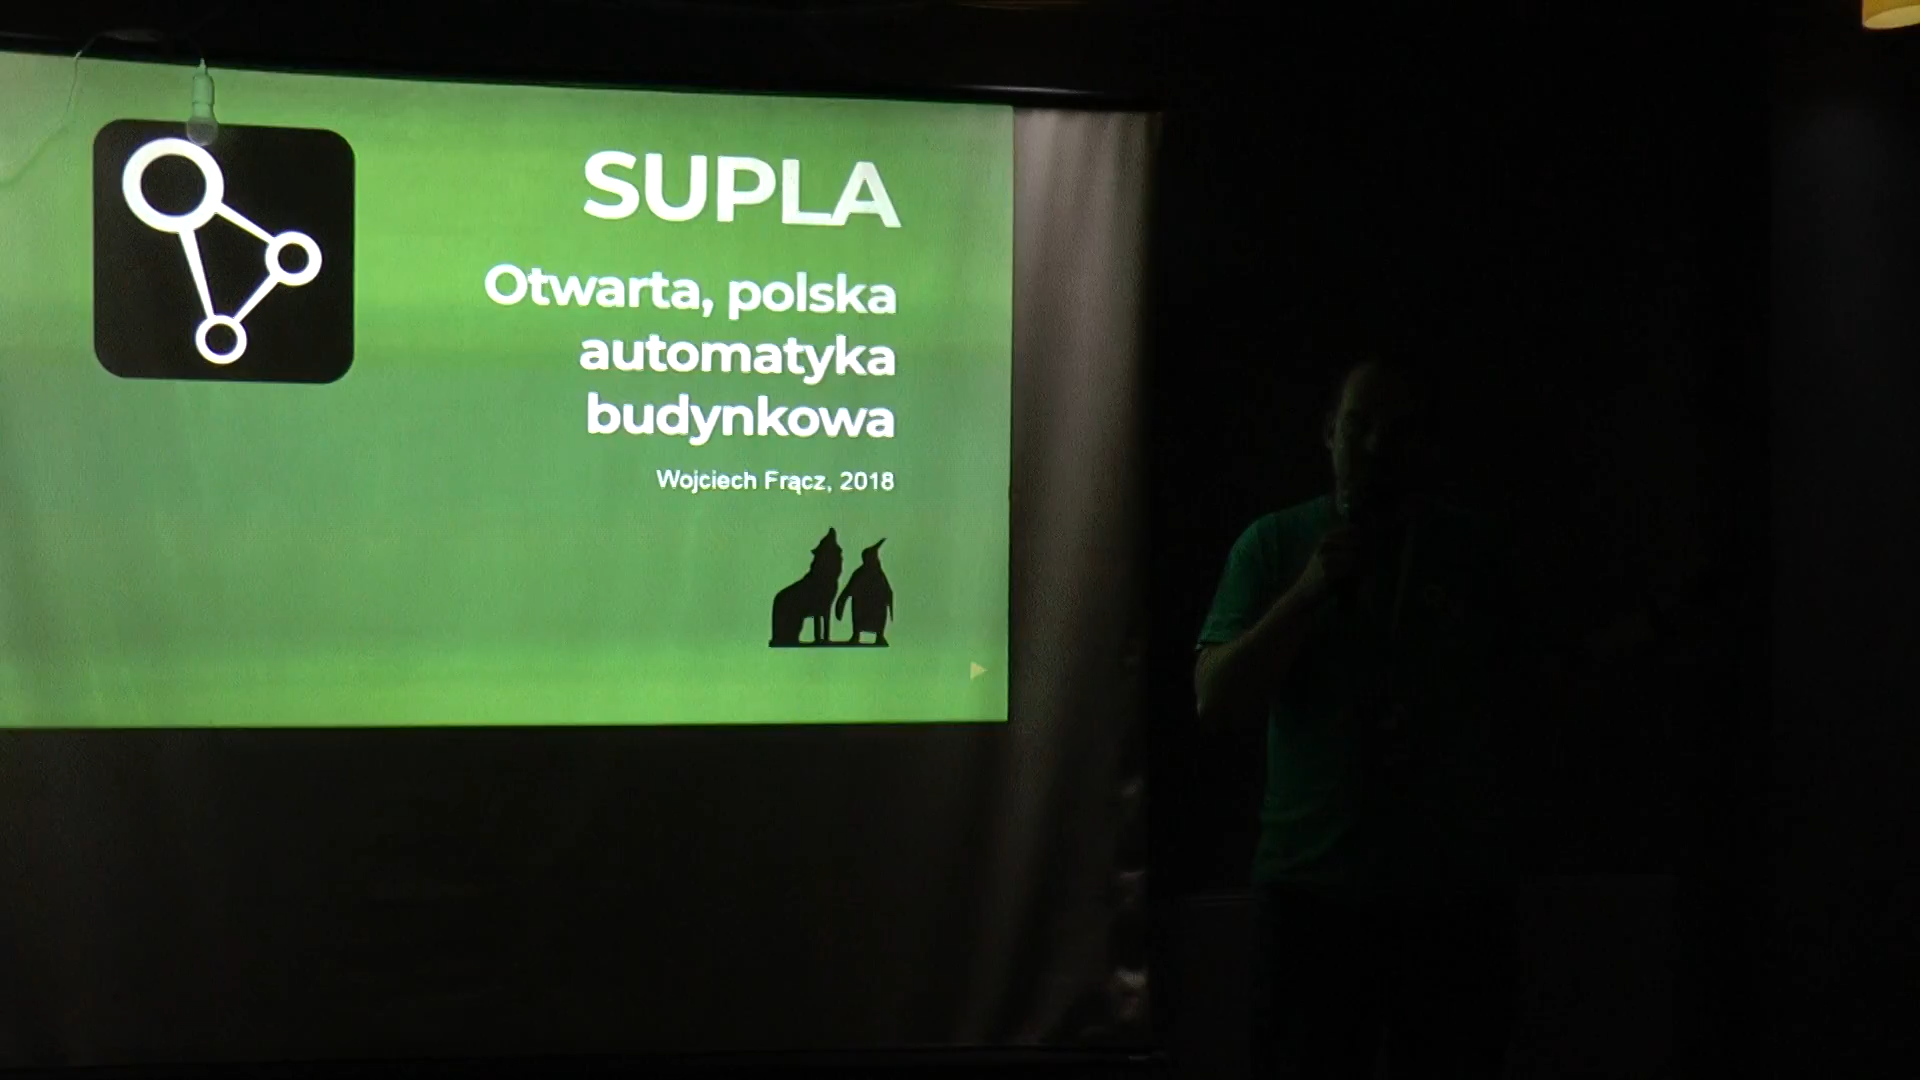 SUPLA
Otwarta, polska
automatyka
budynkowa
Wojciech Frącz, 2018